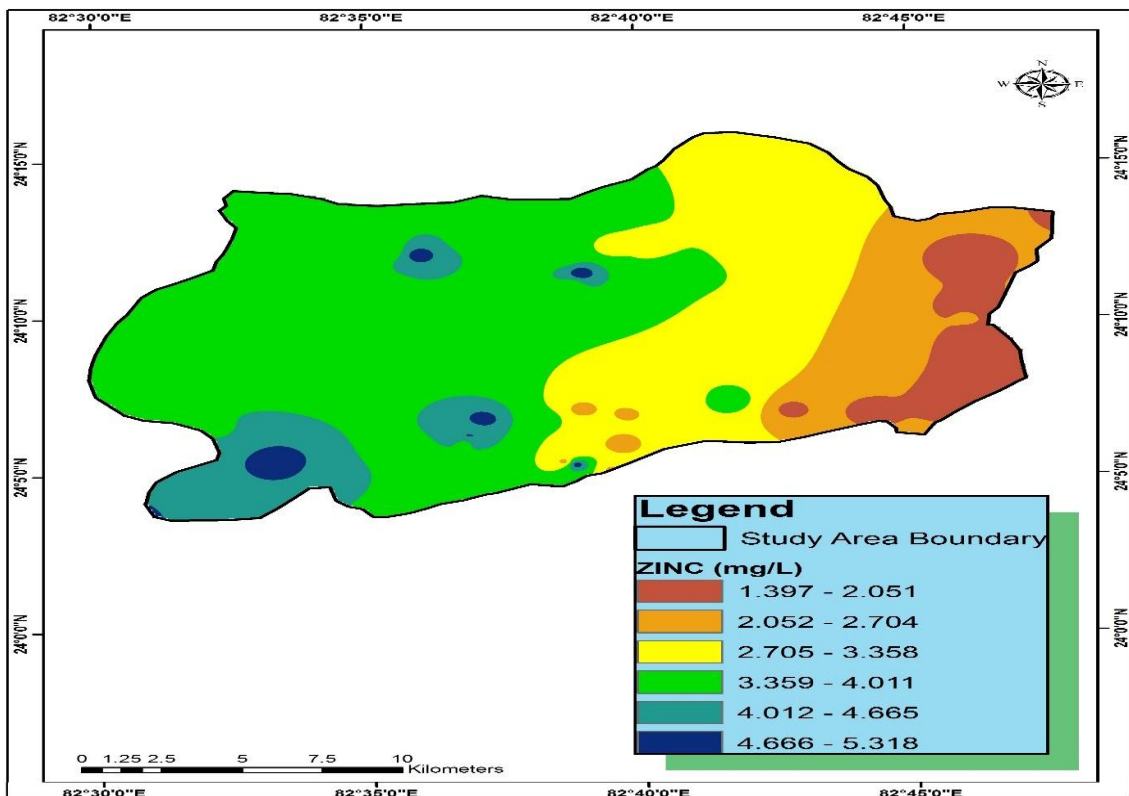 82°30'0"E 82°35'0"E 82°40'0"E 82°45'0"E
N
W E
S
24°15'0"N 24°15'0"N
24°10'0"N 24°10'0"N
24°5'0"N 24°5'0"N
24°0'0"N 24°0'0"N
Legend
Study Area Boundary
ZINC (mg/L)
1.397 - 2.051
2.052 - 2.704
2.705 - 3.358
3.359 - 4.011
4.012 - 4.665
4.666 - 5.318
0 1.25 2.5 5 7.5 10
Kilometers
82°30'0"E 82°35'0"E 82°40'0"E 82°45'0"E